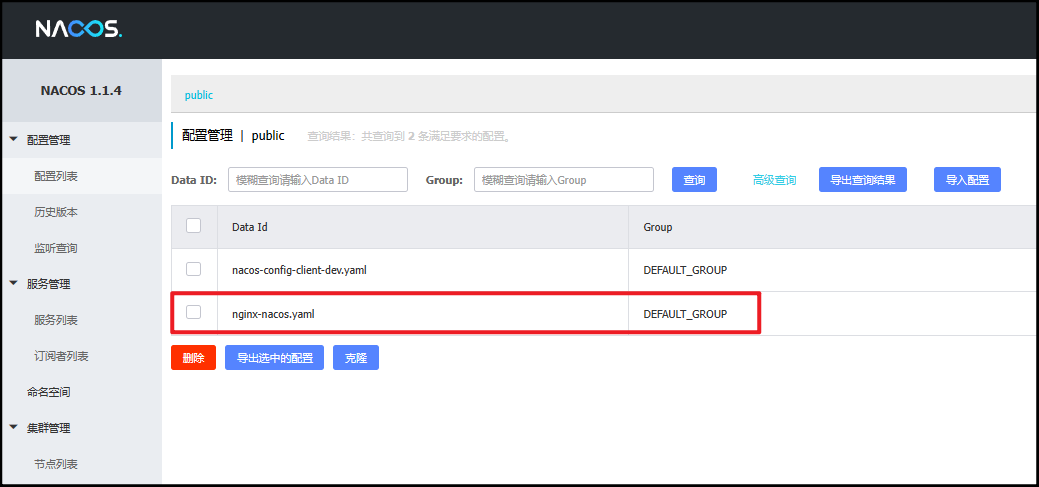 NACOS.
NACOS 1.1.4
配置管理
配置列表
历史版本
监听查询
服务管理
服务列表
订阅者列表
命名空间
集群管理
节点列表
public
配置管理 | public 查询结果：共查询到 2 条满足要求的配置。
Data ID: 模糊查询请输入Data ID Group: 模糊查询请输入Group 查询 高级查询 导出查询结果 导入配置
Data Id Group
nacos-config-client-dev.yaml DEFAULT_GROUP
nginx-nacos.yaml DEFAULT_GROUP
删除 导出选中的配置 克隆